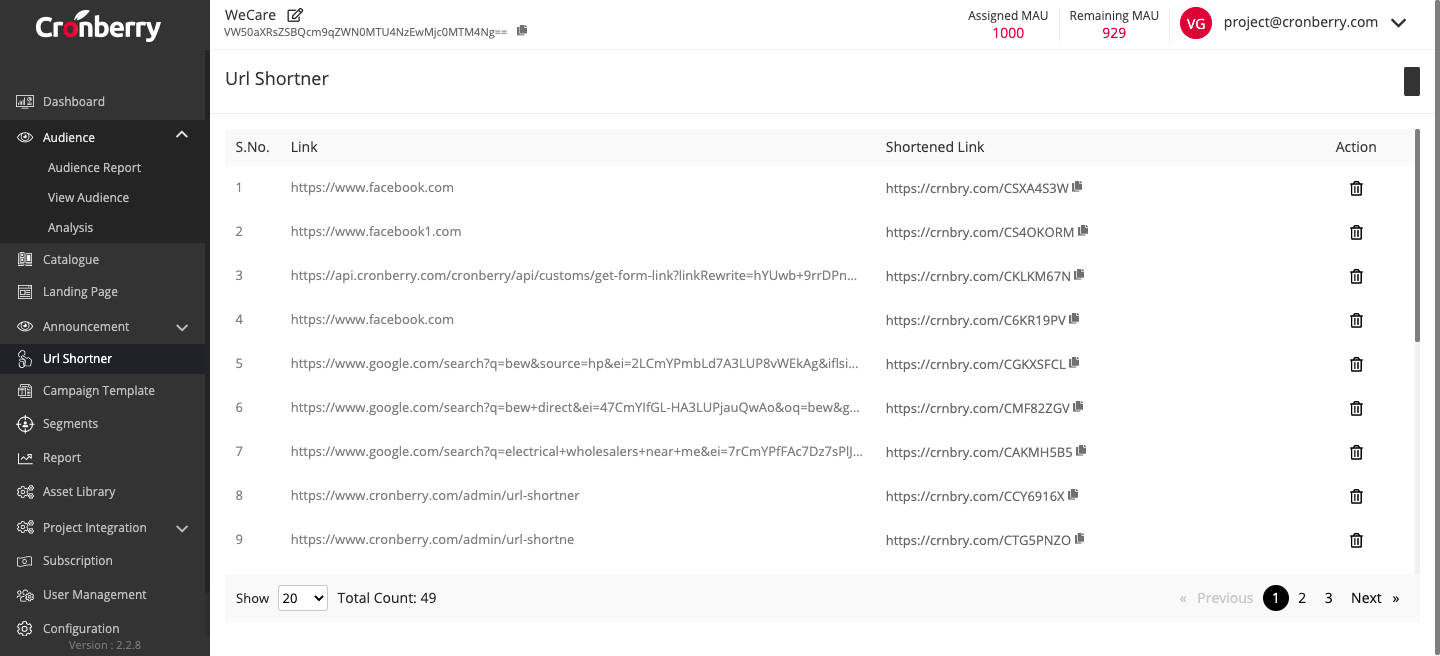 Cronberry
WeCare
VW50aXRsZSBQcm9qZWN0MTU4NzEwMjc0MTM4Ng==
Assigned MAU
1000
Remaining MAU
929
VG
project@cronberry.com
Dashboard
Audience
Audience Report
View Audience
Analysis
Catalogue
Landing Page
Announcement
Url Shortner
Campaign Template
Segments
Report
Asset Library
Project Integration
Subscription
User Management
Configuration
Version : 2.2.8
Url Shortner
S.No. Link Shortened Link Action
1 https://www.facebook.com https://crnbry.com/CSXA4S3W
2 https://www.facebook1.com https://crnbry.com/CS4OKORM
3 https://api.cronberry.com/cronberry/api/customs/get-form-link?linkRewrite=hYUwb+9rrDPn... https://crnbry.com/CKLKM67N
4 https://www.facebook.com https://crnbry.com/C6KR19PV
5 https://www.google.com/search?q=bew&source=hp&ei=2LCmYPmbLd7A3LUP8vWEkAg&iflsi... https://crnbry.com/CGKXSFCL
6 https://www.google.com/search?q=bew+direct&ei=47CmYIfGL-HA3LUPjauQwAo&oq=bew&g... https://crnbry.com/CMF82ZGV
7 https://www.google.com/search?q=electrical+wholesalers+near+me&ei=7rCmYPfFAc7Dz7sPlJ... https://crnbry.com/CAKMH5B5
8 https://www.cronberry.com/admin/url-shortner https://crnbry.com/CCY6916X
9 https://www.cronberry.com/admin/url-shortne https://crnbry.com/CTG5PNZO
Show 20 Total Count: 49
« Previous 1 2 3 Next »